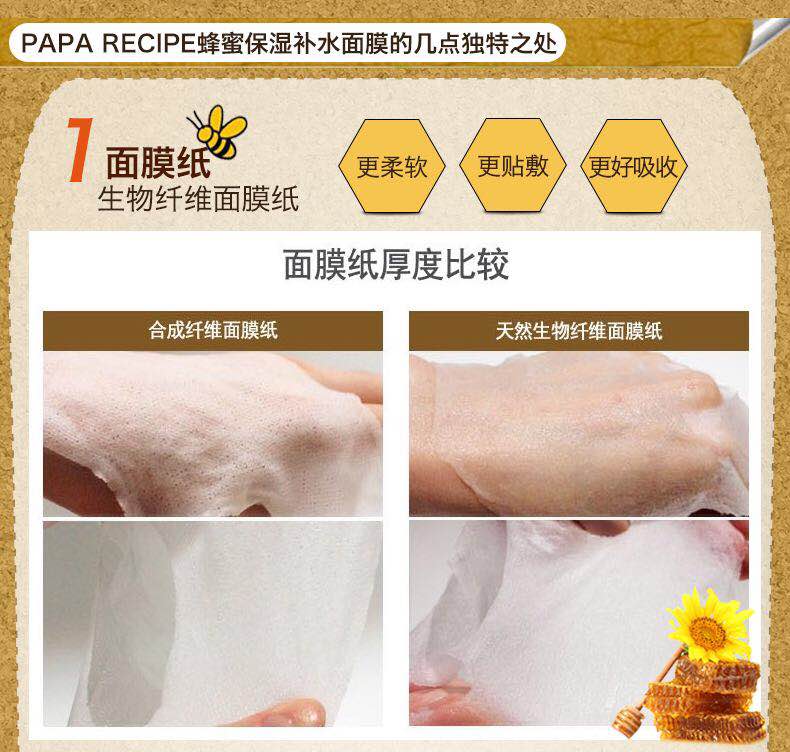 PAPA RECIPE蜂蜜保湿补水面膜的几点独特之处
1 面膜纸
生物纤维面膜纸
更柔软
更贴敷
更好吸收
面膜纸厚度比较
合成纤维面膜纸
天然生物纤维面膜纸